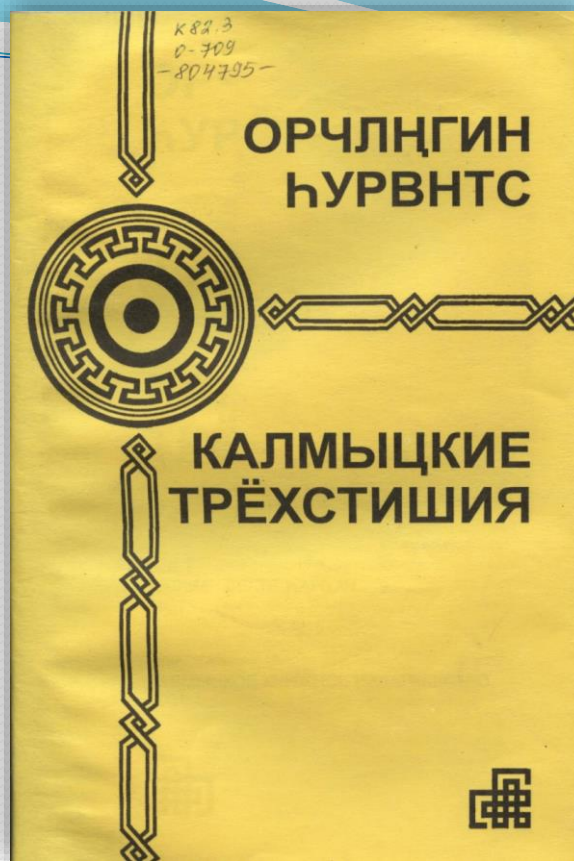 К82.3
О-709
-804795-
ОРЧЛҢГИН
ҺУРВНТС
КАЛМЫЦКИЕ
ТРЁХСТИШИЯ